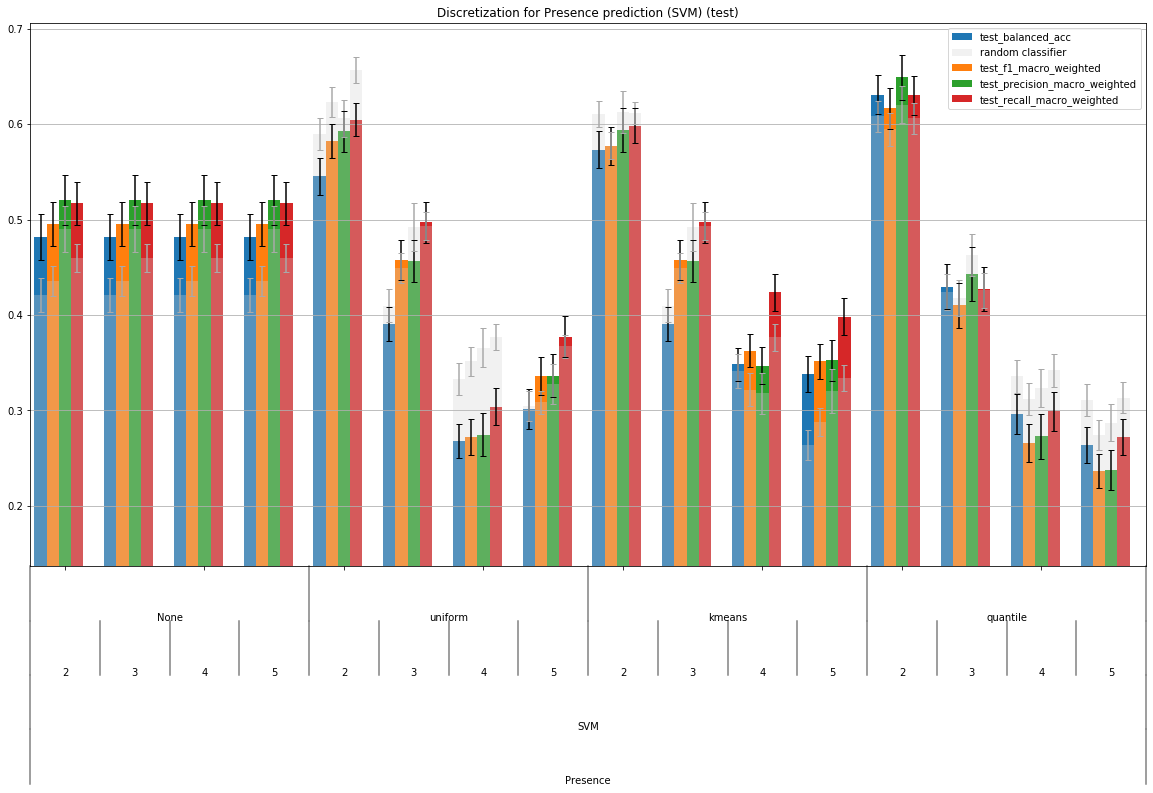 Discretization for Presence prediction (SVM) (test)
0.7
0.6
0.5
0.4
0.3
0.2
test_balanced_acc
random classifier
test_f1_macro_weighted
test_precision_macro_weighted
test_recall_macro_weighted
None uniform kmeans quantile
2 3 4 5 2 3 4 5 2 3 4 5 2 3 4 5
SVM
Presence